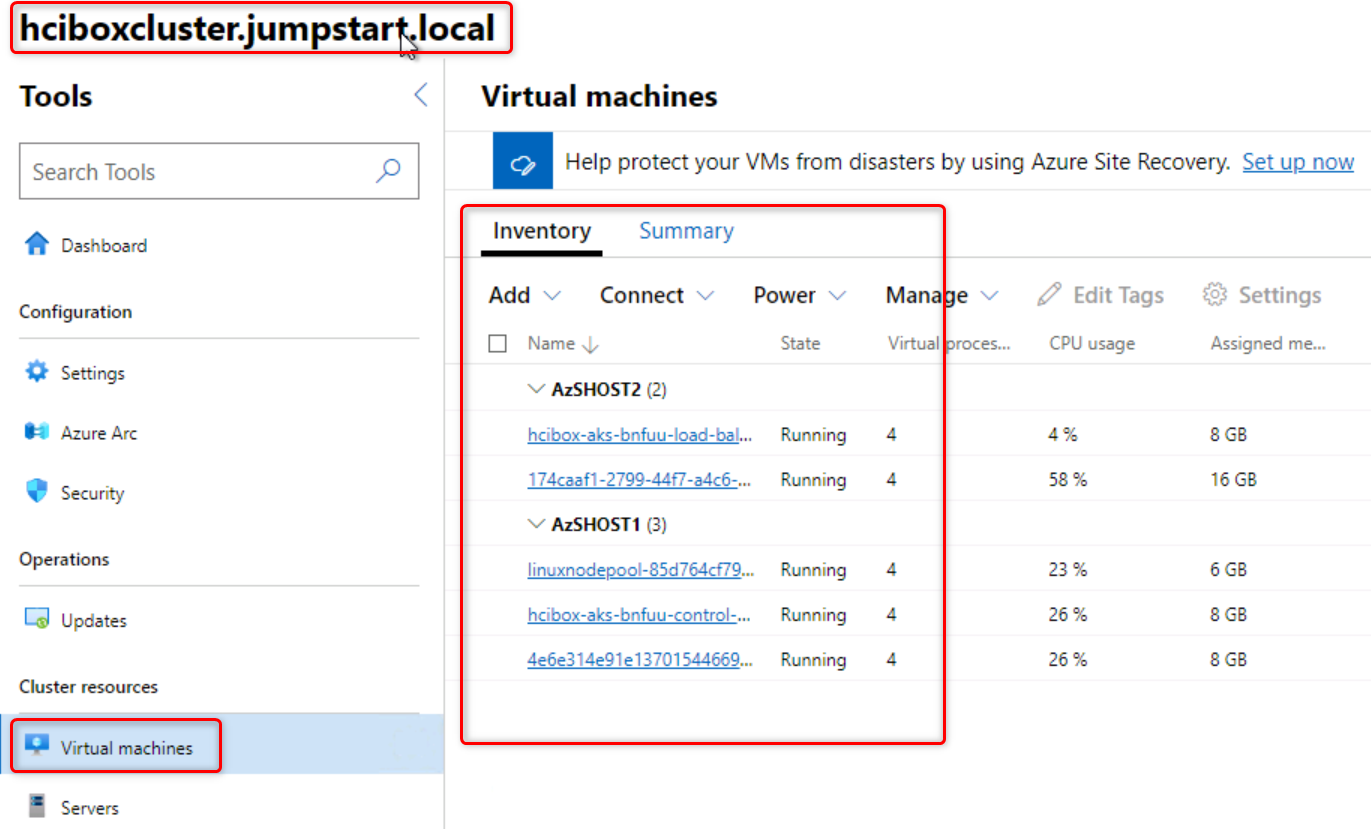 hciboxcluster.jumpstart.local
Tools
Search Tools
Dashboard
Configuration
Settings
Azure Arc
Security
Operations
Updates
Cluster resources
Virtual machines
Servers
Virtual machines
Help protect your VMs from disasters by using Azure Site Recovery. Set up now
Inventory Summary
Add Connect Power Manage Edit Tags Settings
Name State Virtual proces... CPU usage Assigned me...
AzSHOST2 (2)
hcibox-aks-bnfuu-load-bal... Running 4 4 % 8 GB
174caaf1-2799-44f7-a4c6-... Running 4 58 % 16 GB
AzSHOST1 (3)
linuxnodepool-85d764cf79... Running 4 23 % 6 GB
hcibox-aks-bnfuu-control-... Running 4 26 % 8 GB
4e6e314e91e13701544669... Running 4 26 % 8 GB